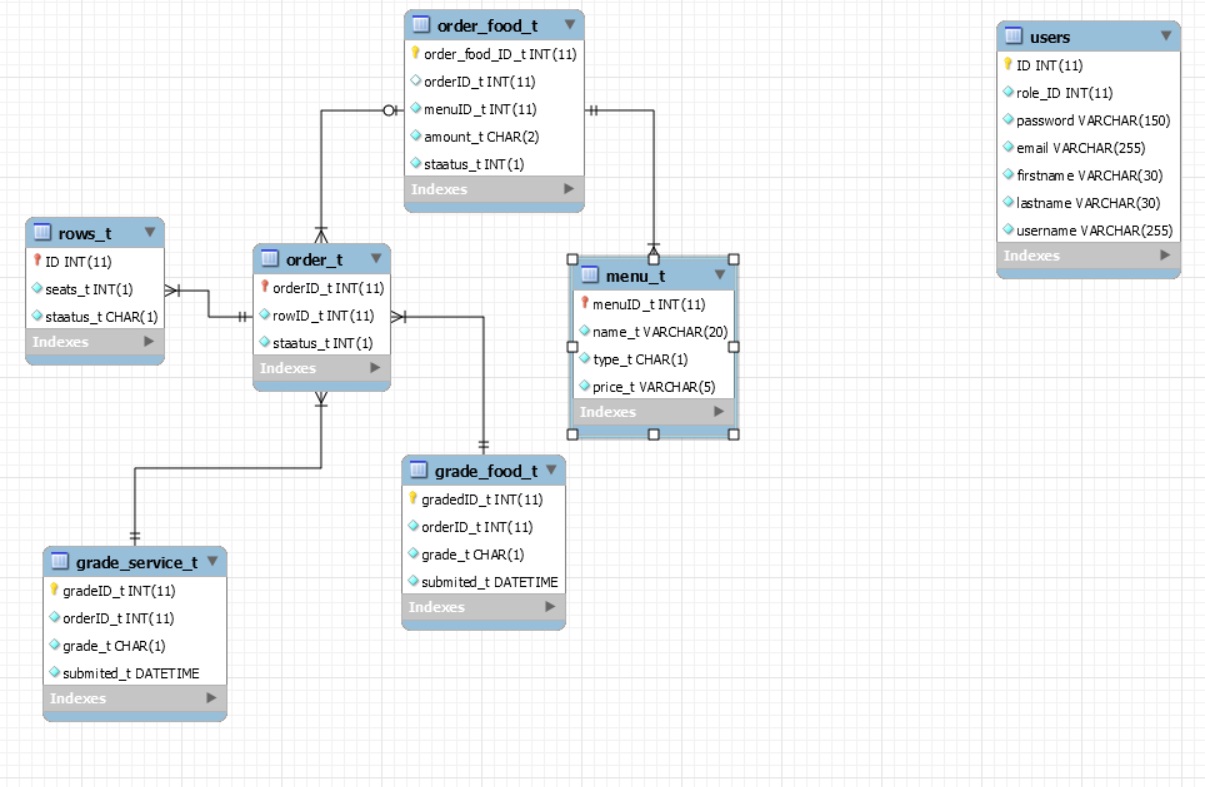 order_food_t
order_food_ID_t INT(11)
orderID_t INT(11)
menuID_t INT(11)
amount_t CHAR(2)
staatus_t INT(1)
Indexes
users
ID INT(11)
role_ID INT(11)
password VARCHAR(150)
email VARCHAR(255)
firstname VARCHAR(30)
lastname VARCHAR(30)
username VARCHAR(255)
Indexes
rows_t
ID INT(11)
seats_t INT(1)
staatus_t CHAR(1)
Indexes
order_t
orderID_t INT(11)
rowID_t INT(11)
staatus_t INT(1)
Indexes
menu_t
menuID_t INT(11)
name_t VARCHAR(20)
type_t CHAR(1)
price_t VARCHAR(5)
Indexes
grade_food_t
gradedID_t INT(11)
orderID_t INT(11)
grade_t CHAR(1)
submited_t DATETIME
Indexes
grade_service_t
gradeID_t INT(11)
orderID_t INT(11)
grade_t CHAR(1)
submited_t DATETIME
Indexes